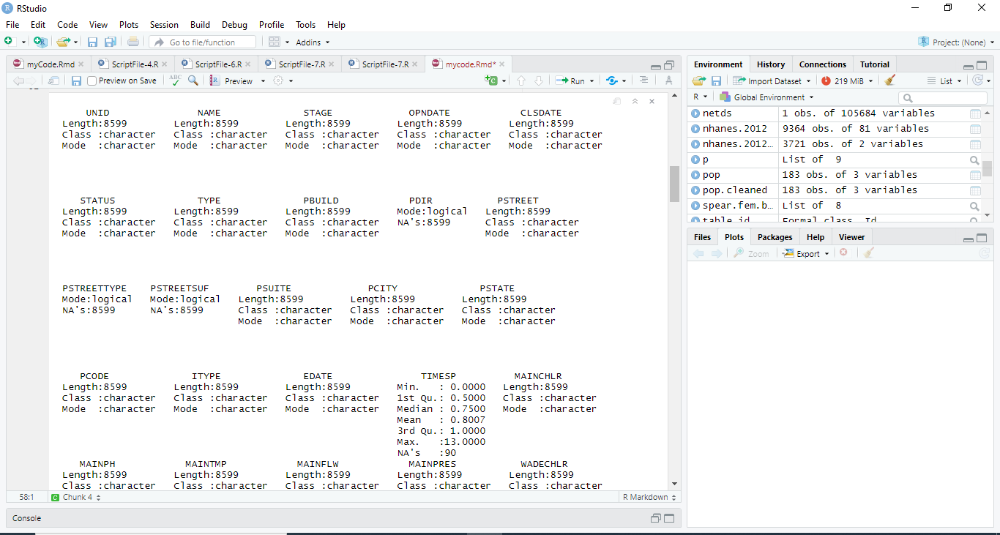 RStudio
File Edit Code View Plots Session Build Debug Profile Tools Help
Go to file/function Addins Project: (None)
myCode.Rmd ScriptFile-4.R ScriptFile-6.R ScriptFile-7.R ScriptFile-7.R mycode.Rmd*
Preview on Save ABC Preview Run
UNID NAME STAGE OPNDATE CLSDATE
Length:8599 Length:8599 Length:8599 Length:8599 Length:8599
Class :character Class :character Class :character Class :character Class :character
Mode :character Mode :character Mode :character Mode :character Mode :character
STATUS TYPE PBUILD PDIR PSTREET
Length:8599 Length:8599 Length:8599 Mode:logical Length:8599
Class :character Class :character Class :character NA's:8599 Class :character
Mode :character Mode :character Mode :character Mode :character
PSTREETTYPE PSTREETSUF PSUITE PCITY PSTATE
Mode:logical Mode:logical Length:8599 Length:8599 Length:8599
NA's:8599 NA's:8599 Class :character Class :character Class :character
Mode :character Mode :character Mode :character
PCODE ITYPE EDATE TIMESP MAINCHLR
Length:8599 Length:8599 Length:8599 Min. : 0.0000 Length:8599
Class :character Class :character Class :character 1st Qu.: 0.5000 Class :character
Mode :character Mode :character Mode :character Median : 0.7500 Mode :character
Mean : 0.8007
3rd Qu.: 1.0000
Max. :13.0000
NA's :90
MAINPH MAINTMP MAINFLW MAINPRES WADECHLR
Length:8599 Length:8599 Length:8599 Length:8599 Length:8599
Class :character Class :character Class :character Class :character Class :character
58:1 C Chunk 4 R Markdown
Console
Environment History Connections Tutorial
Import Dataset 219 MiB List
R Global Environment
netds 1 obs. of 105684 variables
nhanes.2012 9364 obs. of 81 variables
nhanes.2012… 3721 obs. of 2 variables
p List of 9
pop 183 obs. of 3 variables
pop.cleaned 183 obs. of 3 variables
spear.fem.b… List of 8
table_id Formal class Id
Files Plots Packages Help Viewer
Zoom Export